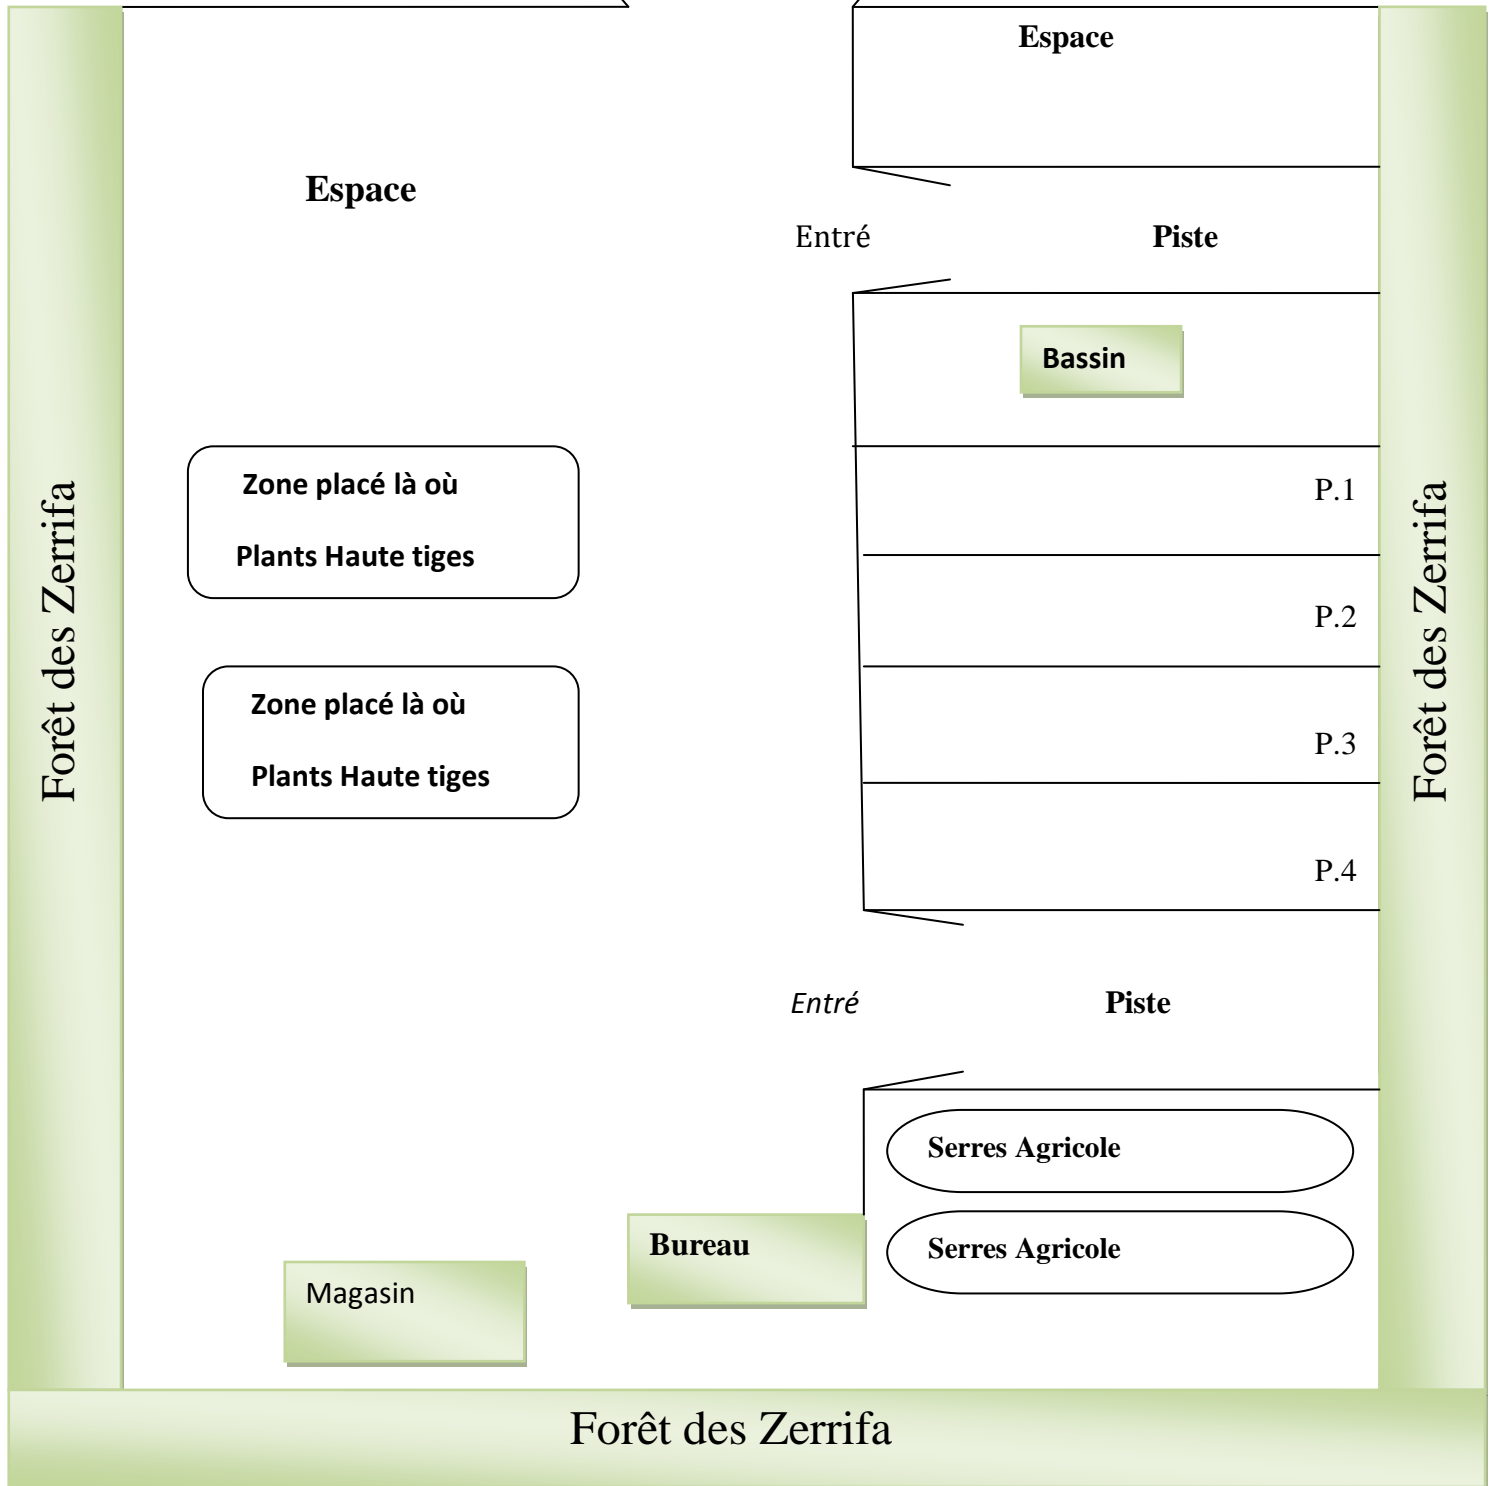 Espace
Espace
Entré
Piste
Bassin
Zone placé là où
Plants Haute tiges
P.1
P.2
Zone placé là où
Plants Haute tiges
P.3
P.4
Forêt des Zerrifa
Forêt des Zerrifa
Entré
Piste
Serres Agricole
Serres Agricole
Bureau
Magasin
Forêt des Zerrifa